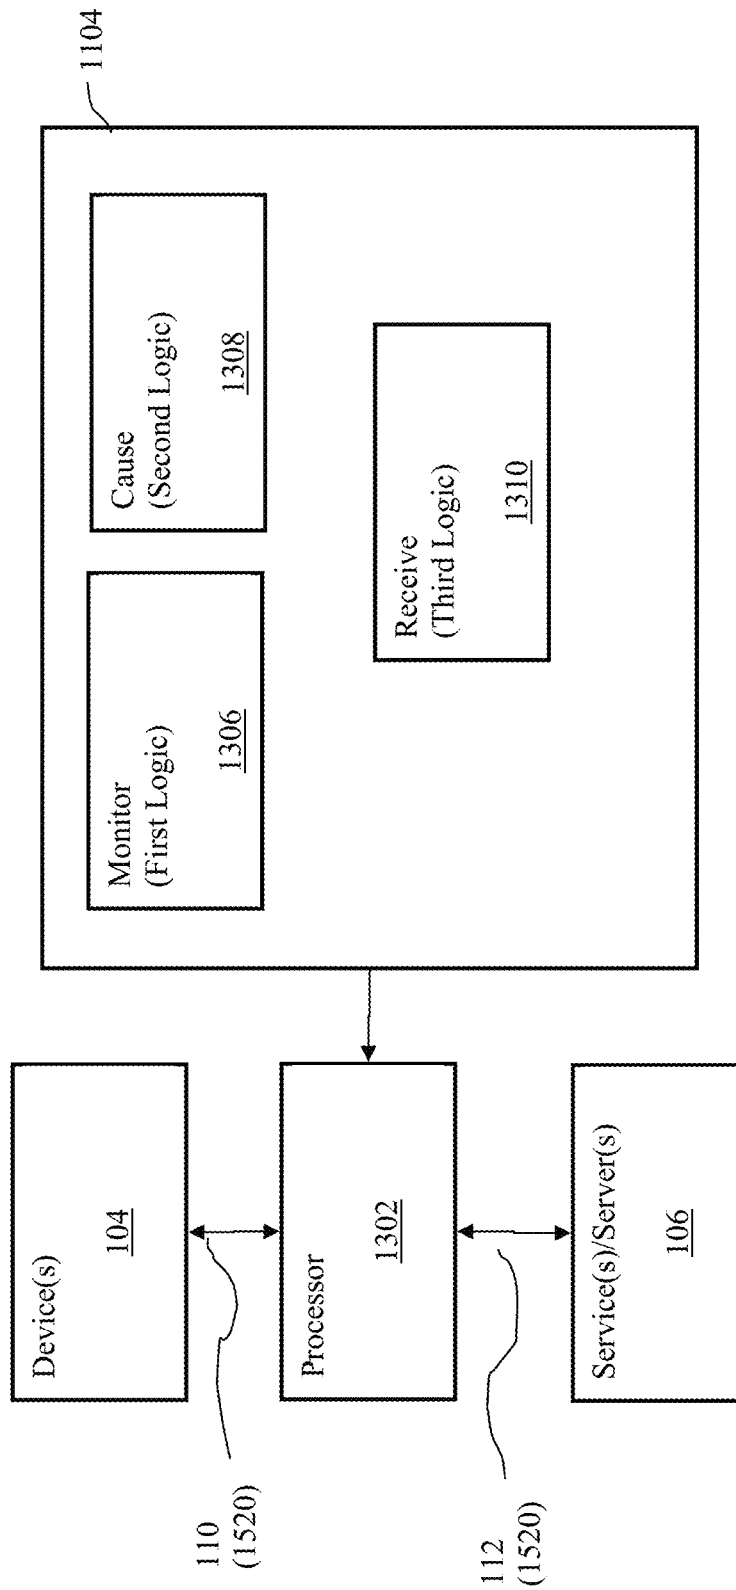 110
(1520)
112
(1520)
Device(s)
104
Processor
1302
Service(s)/Server(s)
106
1104
Monitor
(First Logic)
1306
Cause
(Second Logic)
1308
Receive
(Third Logic)
1310